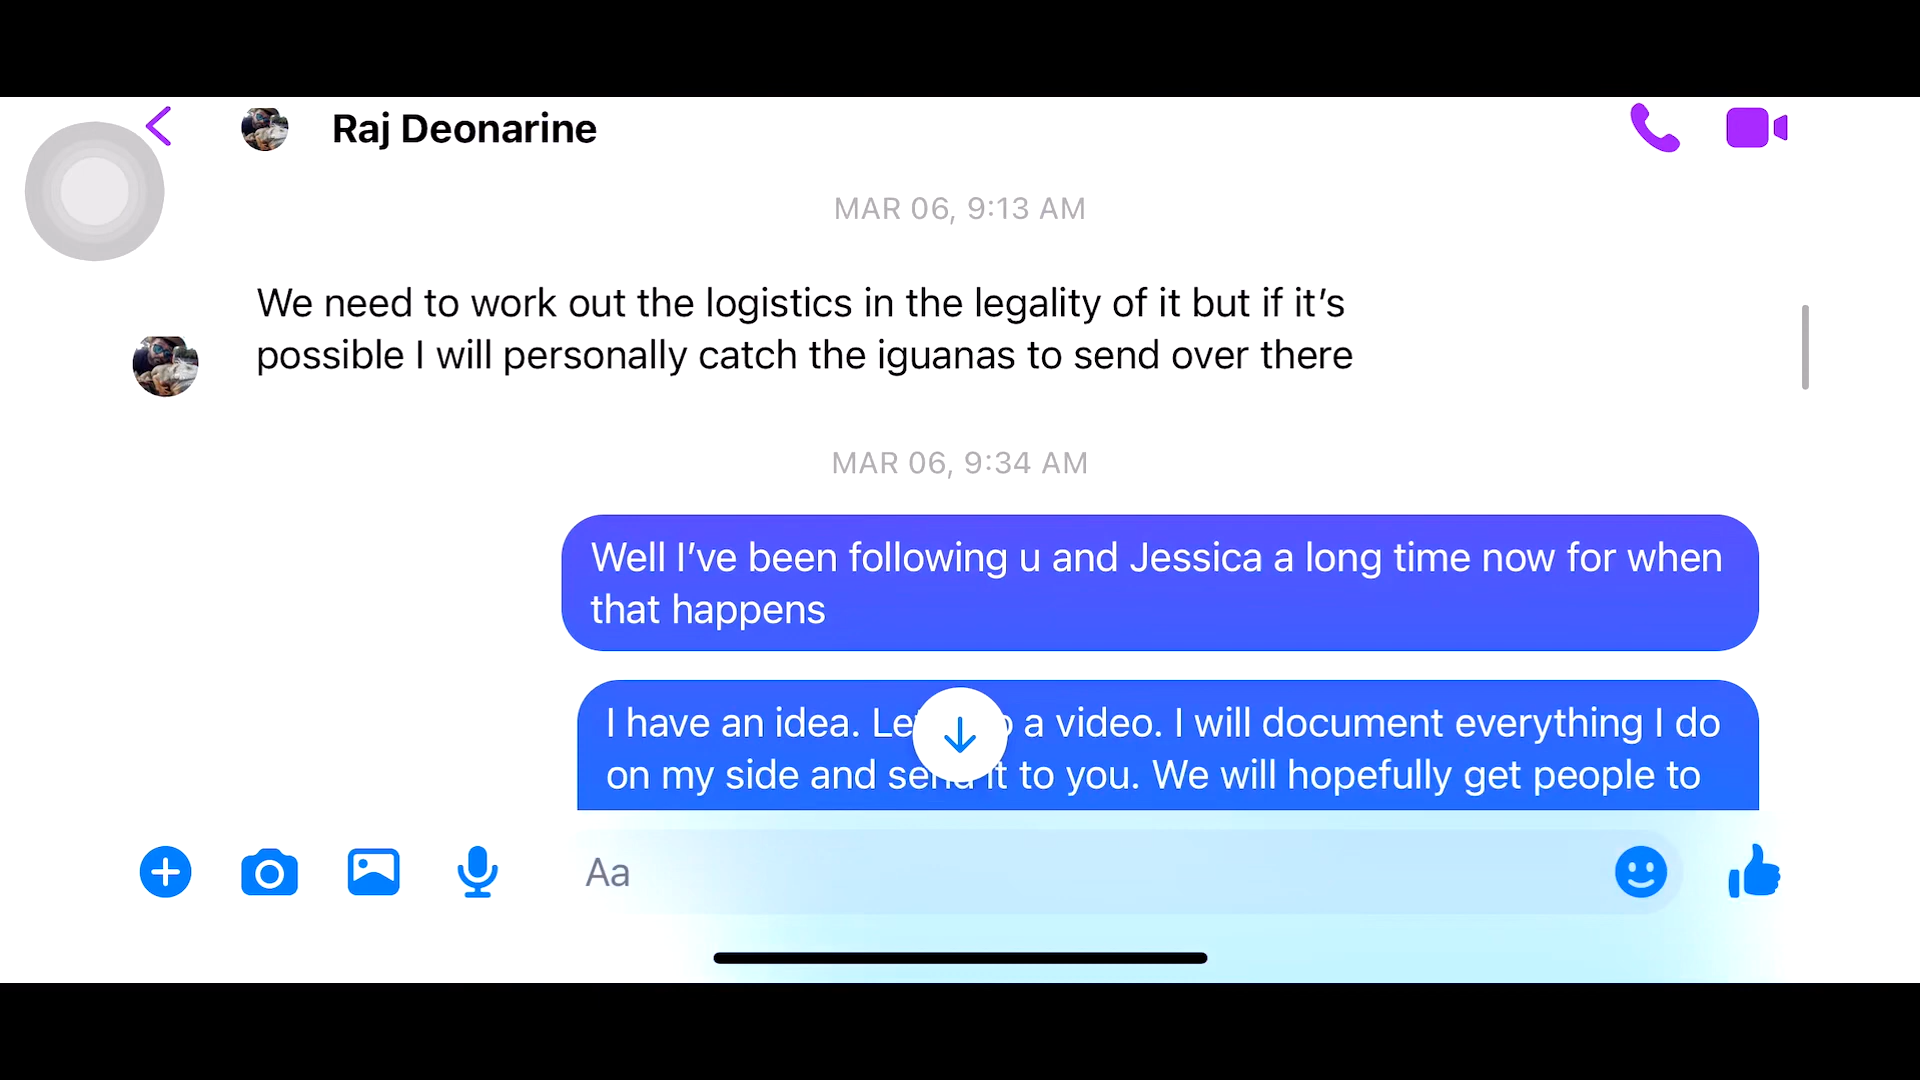 Raj Deonarine
MAR 06, 9:13 AM
We need to work out the logistics in the legality of it but if it's
possible I will personally catch the iguanas to send over there
MAR 06, 9:34 AM
Well I've been following u and Jessica a long time now for when
that happens
I have an idea. a video. I will document everything I do
on my side and send it to you. We will hopefully get people to
Aa